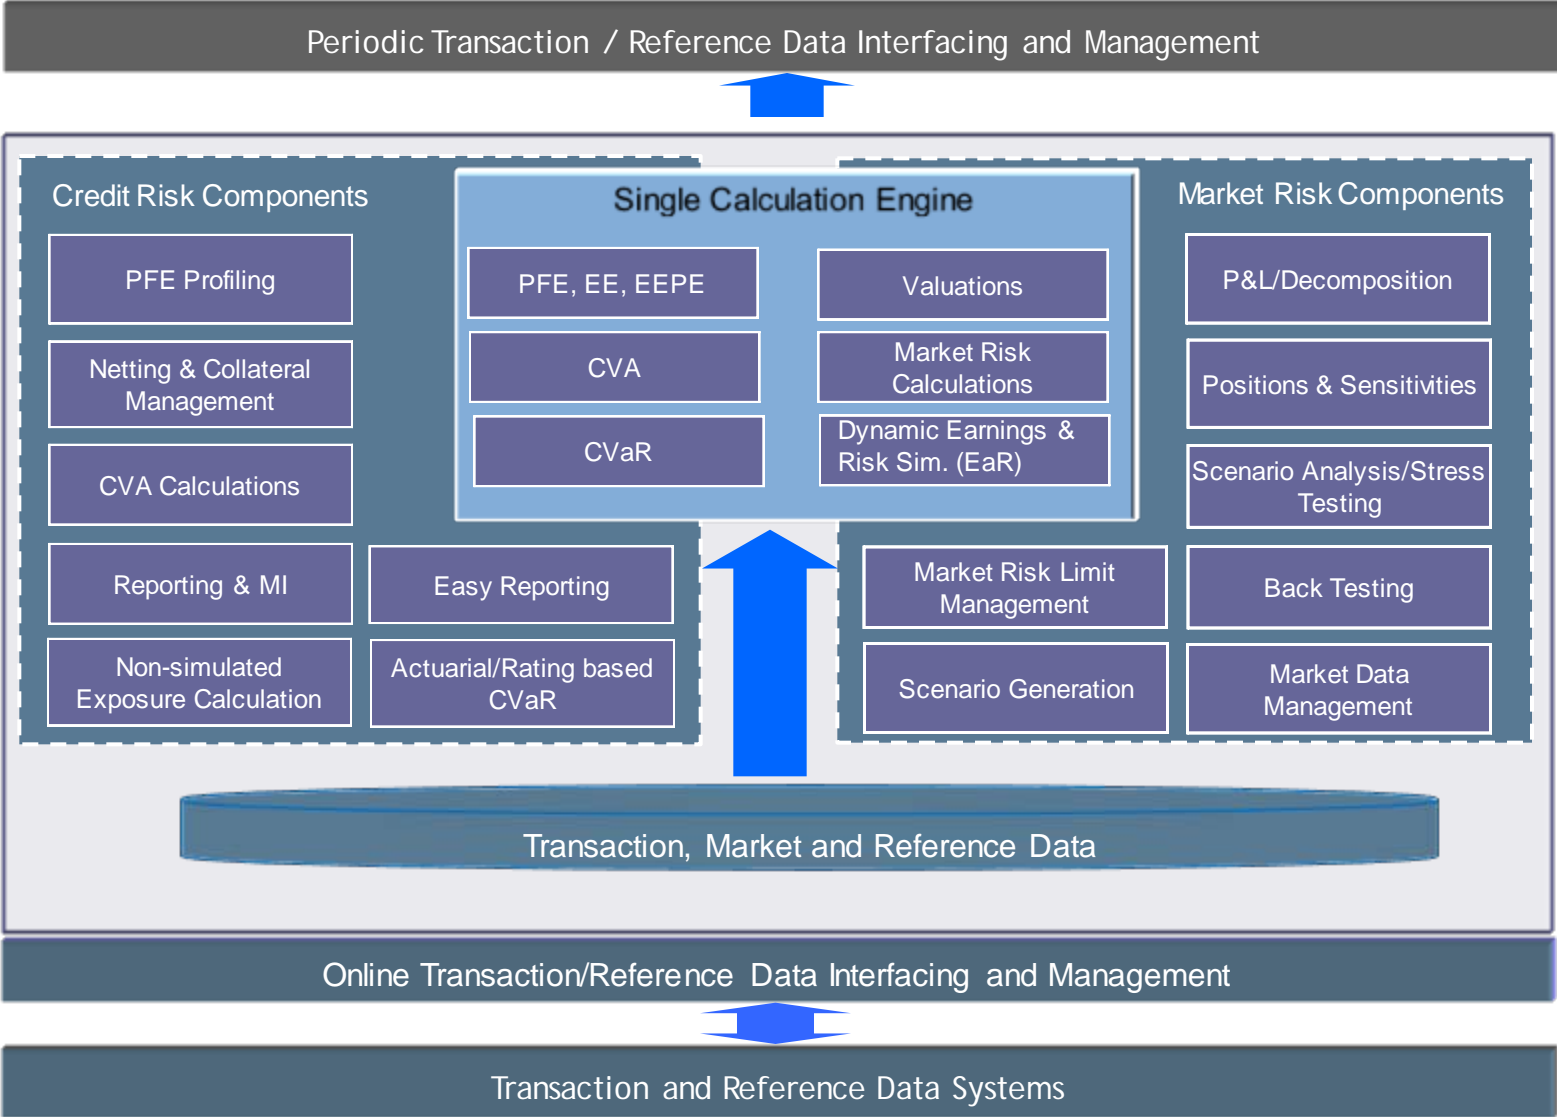 Periodic Transaction / Reference Data Interfacing and Management
Credit Risk Components
PFE Profiling
Netting & Collateral
Management
CVA Calculations
Reporting & MI
Non-simulated
Exposure Calculation
Easy Reporting
Actuarial/Rating based
CVaR
Single Calculation Engine
PFE, EE, EEPE
CVA
CVaR
Valuations
Market Risk
Calculations
Dynamic Earnings &
Risk Sim. (EaR)
Market Risk Components
P&L/Decomposition
Positions & Sensitivities
Scenario Analysis/Stress
Testing
Market Risk Limit
Management
Back Testing
Scenario Generation
Market Data
Management
Transaction, Market and Reference Data
Online Transaction/Reference Data Interfacing and Management
Transaction and Reference Data Systems